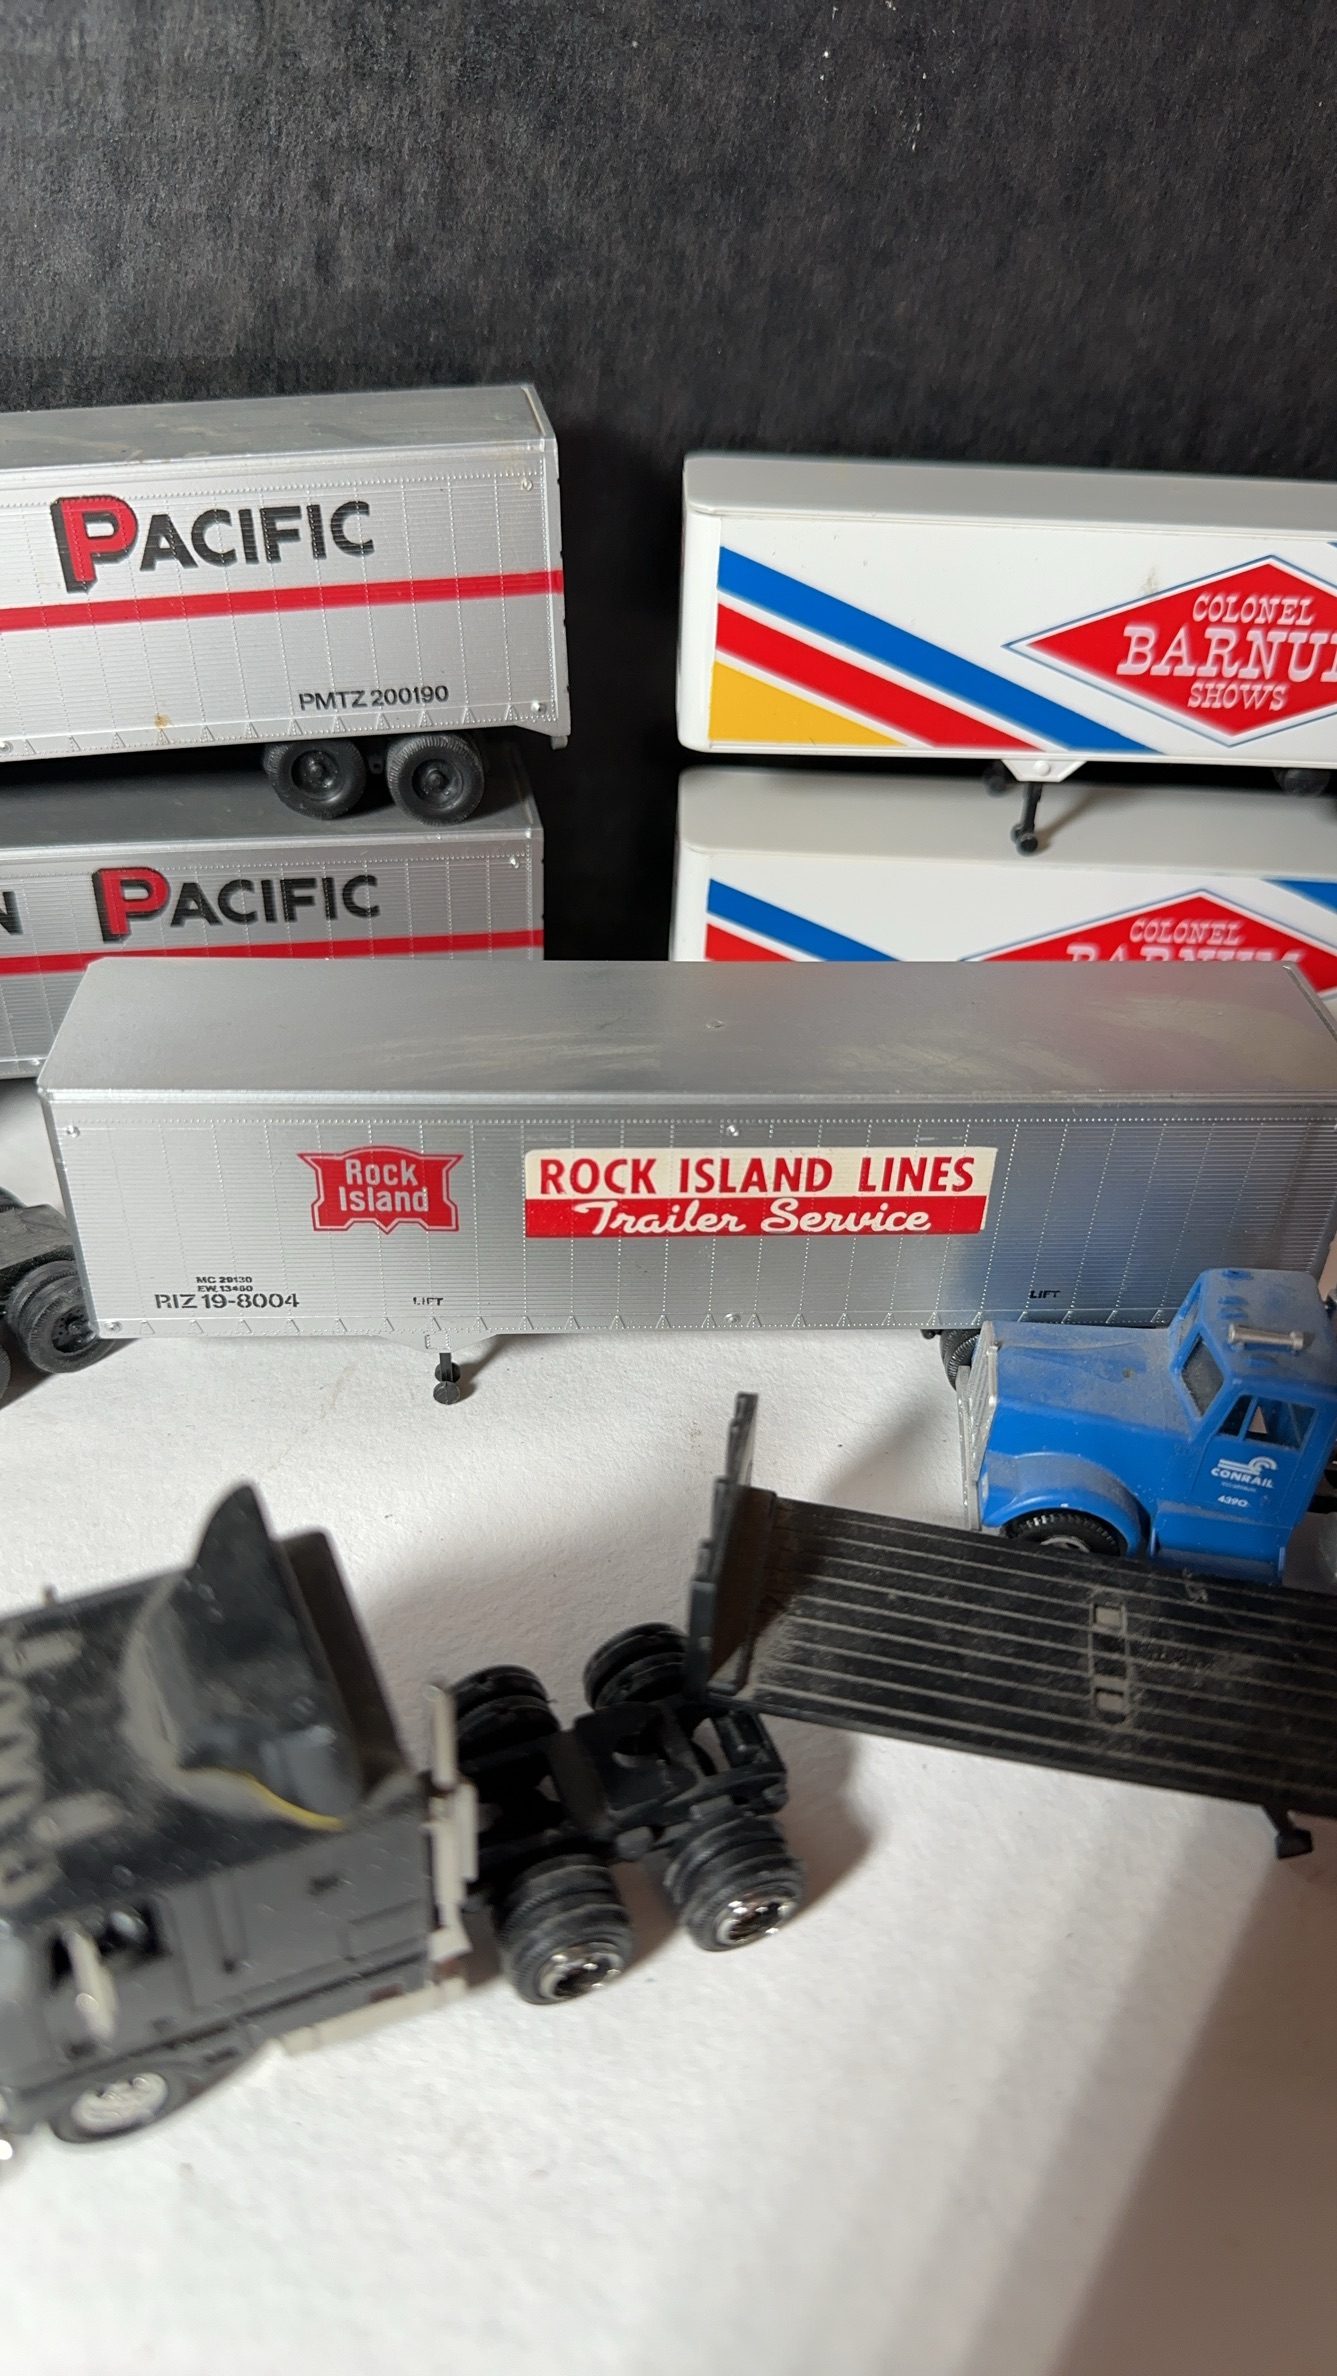 PACIFIC
PMTZ 200190
COLONEL
SHOWS
N PACIFIC
COLONEL
BARNUM
Rock
Island
ROCK ISLAND LINES
Trailer Service
MC 29130
EW 13460
RIZ 19-8004
LIFT
LIFT
CONRAIL
4390